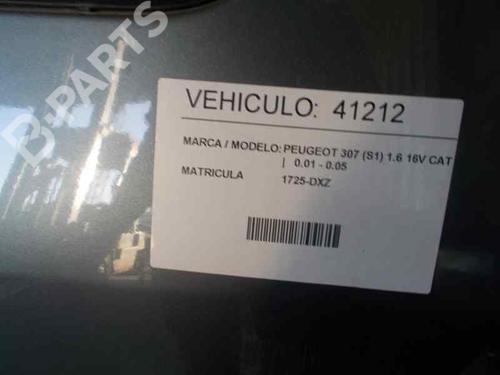 B-PARTS
VEHICULO: 41212
MARCA / MODELO: PEUGEOT 307 (S1) 1.6 16V CAT
| 0.01 - 0.05
MATRICULA 1725-DXZ